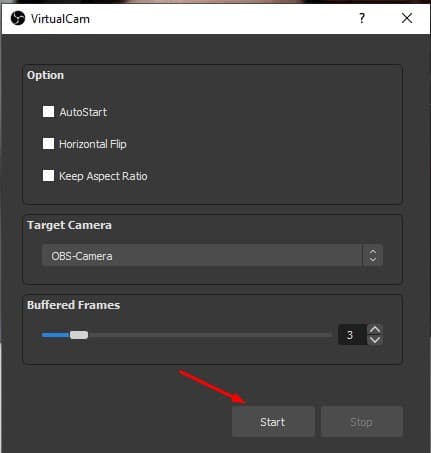 VirtualCam
Option
AutoStart
Horizontal Flip
Keep Aspect Ratio
Target Camera
OBS-Camera
Buffered Frames
3
Start Stop